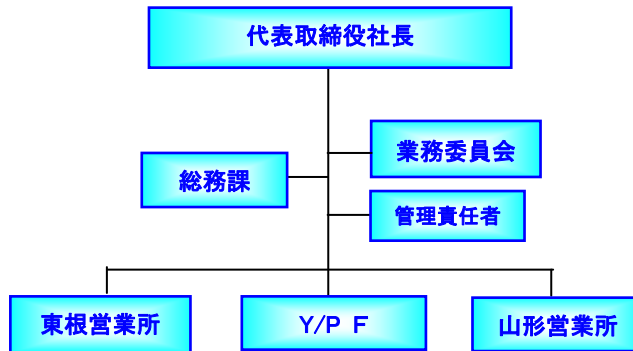 代表取締役社長
業務委員会
総務課
管理責任者
東根営業所
Y/P F
山形営業所